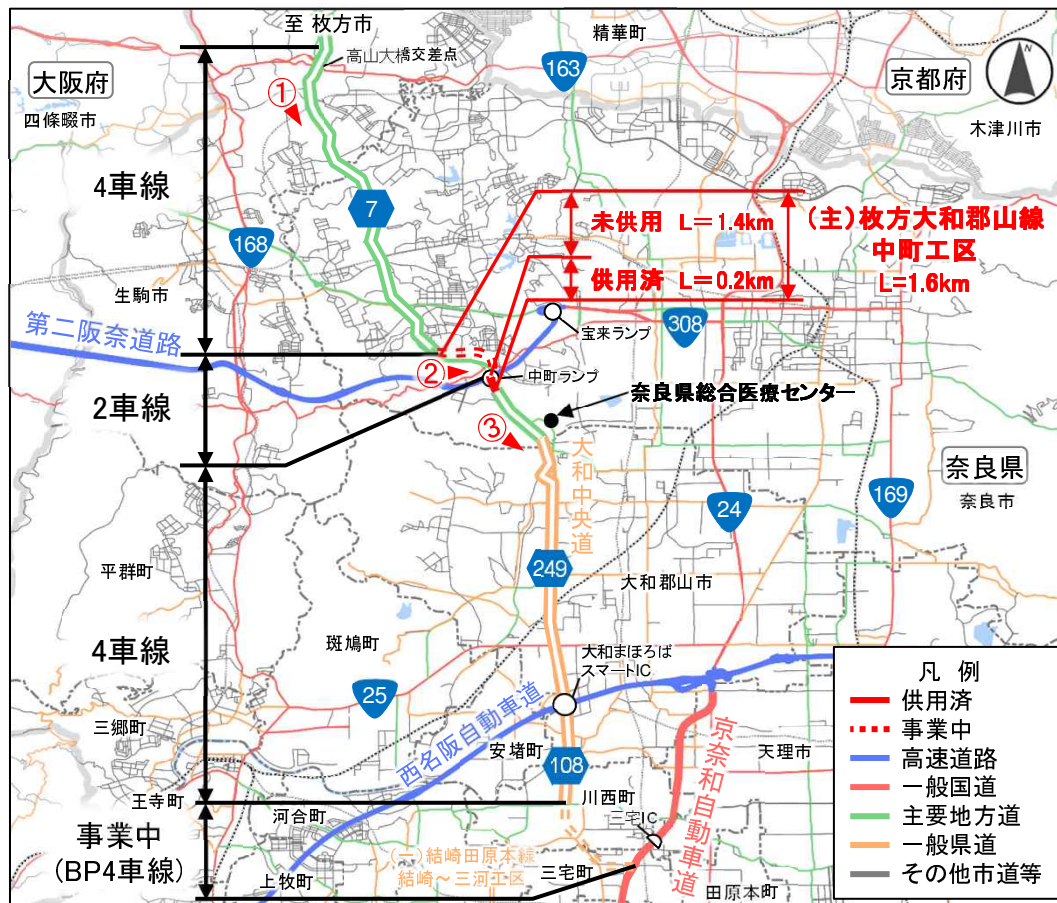 至 枚方市
高山大橋交差点
精華町
163
大阪府
京都府
四條畷市
木津川市
①
4車線
7
未供用 L=1.4km
供用済 L=0.2km
(主)枚方大和郡山線
中町工区
L=1.6km
168
生駒市
第二阪奈道路
宝来ランプ
308
②
中町ランプ
2車線
奈良県総合医療センター
③
大和中央道
奈良県
奈良市
24
169
平群町
249
大和郡山市
斑鳩町
4車線
大和まほろば
スマートIC
25
三郷町
西名阪自動車道
安堵町
108
京奈和自動車道
天理市
王寺町
河合町
川西町
三宅IC
事業中
(BP4車線)
(一)結崎田原本線
結崎～三河工区
上牧町
三宅町
田原本町
凡 例
供用済
事業中
高速道路
一般国道
主要地方道
一般県道
その他市道等